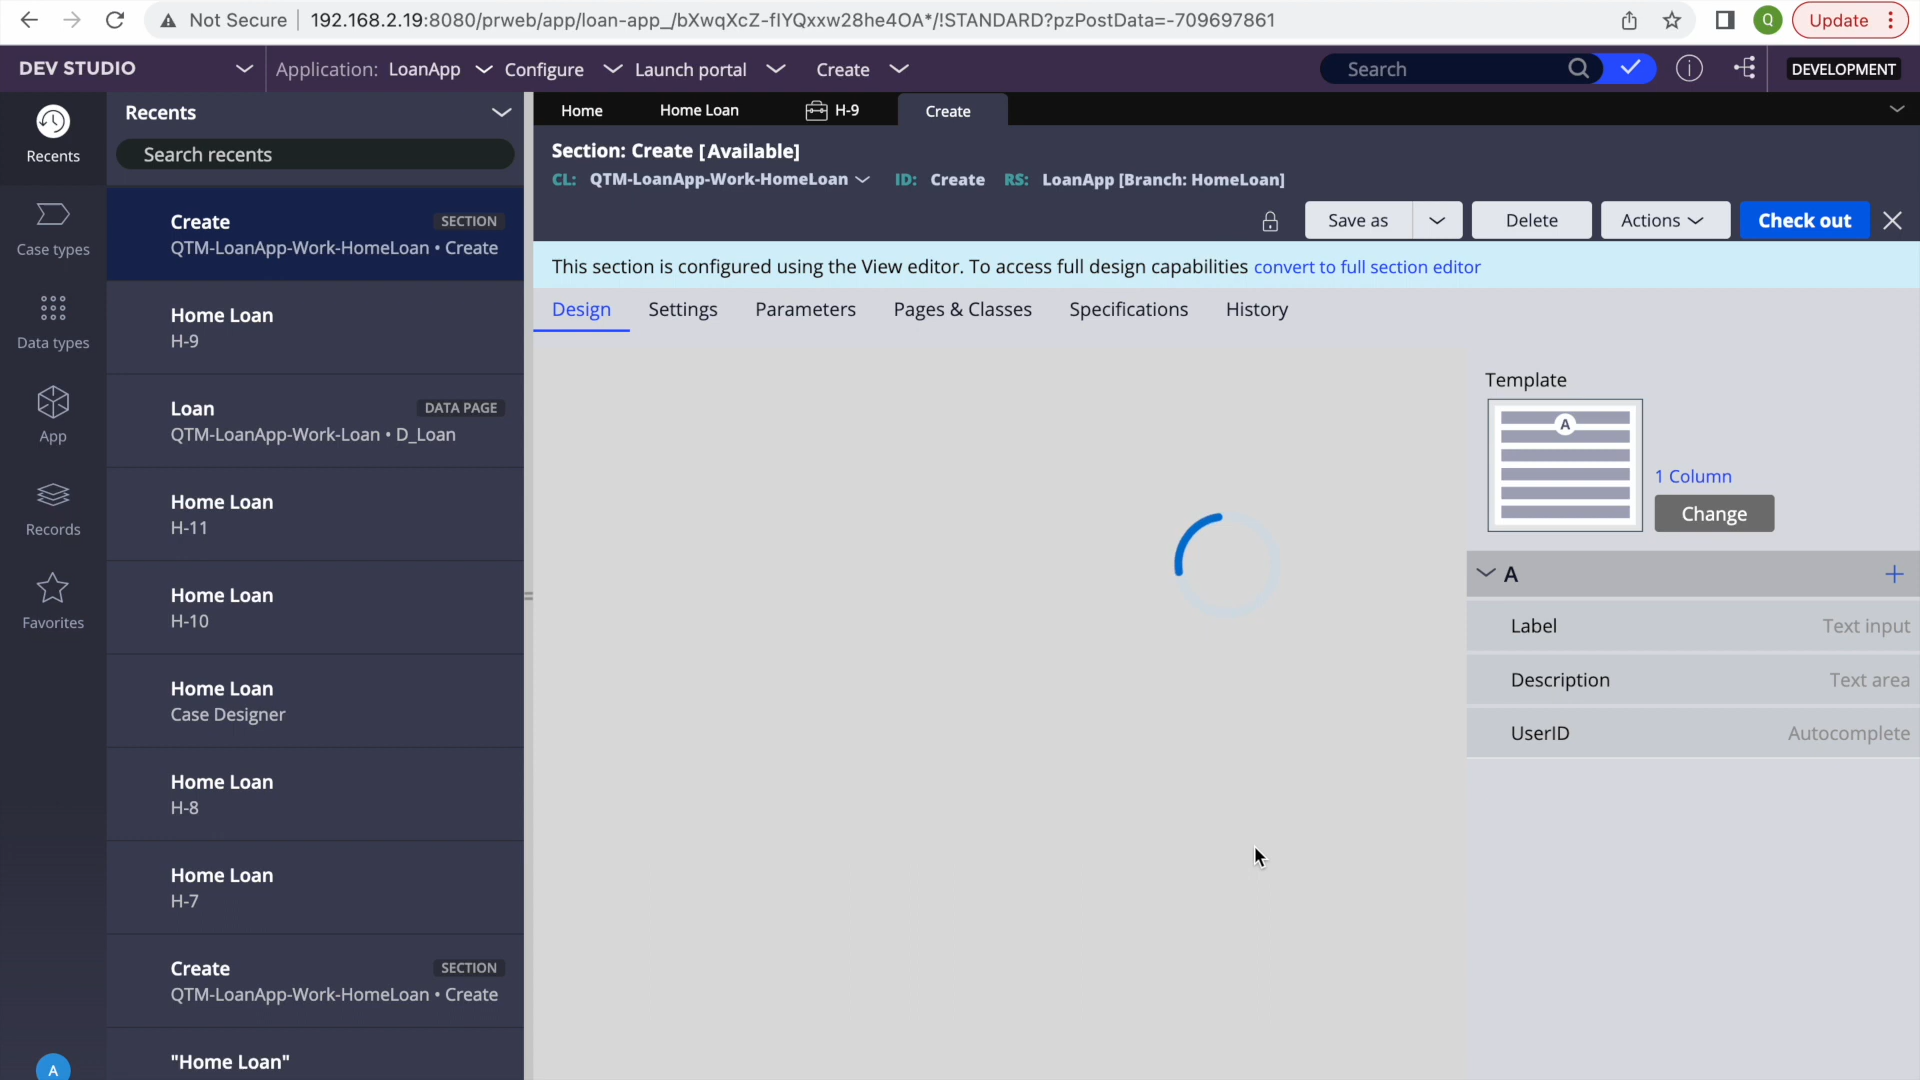 Not Secure
192.168.2.19:8080/prweb/app/loan-app_/bXwqXcZ-fIYQxxw28he4OA*/!STANDARD?pzPostData=-709697861
Q
Update
DEV STUDIO
Application: LoanApp
Configure
Launch portal
Create
Search
DEVELOPMENT
Recents
Case types
Data types
App
Records
Favorites
A
Recents
Search recents
Create
SECTION
QTM-LoanApp-Work-HomeLoan • Create
Home Loan
H-9
Loan
DATA PAGE
QTM-LoanApp-Work-Loan • D_Loan
Home Loan
H-11
Home Loan
H-10
Home Loan
Case Designer
Home Loan
H-8
Home Loan
H-7
Create
SECTION
QTM-LoanApp-Work-HomeLoan • Create
"Home Loan"
Home
Home Loan
H-9
Create
Section: Create [Available]
CL: QTM-LoanApp-Work-HomeLoan ID: Create RS: LoanApp [Branch: HomeLoan]
Save as
Delete
Actions
Check out
This section is configured using the View editor. To access full design capabilities convert to full section editor
Design
Settings
Parameters
Pages & Classes
Specifications
History
Template
A
1 Column
Change
A
Label
Text input
Description
Text area
UserID
Autocomplete